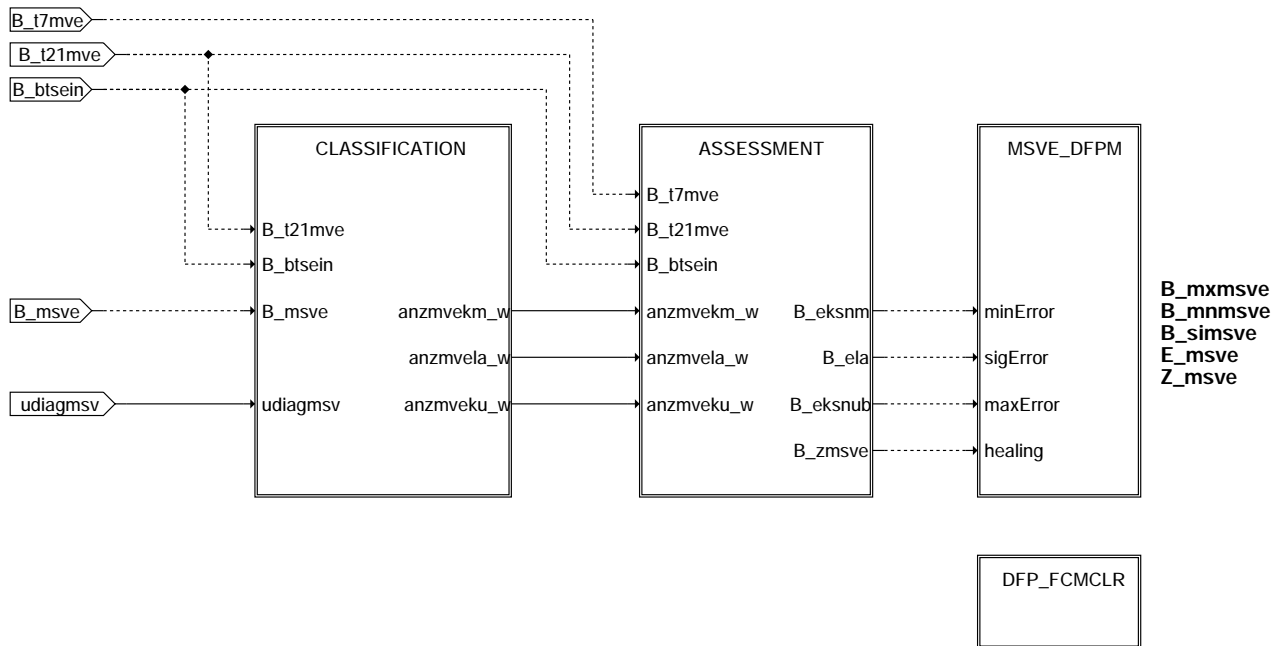 B_t7mve
B_t21mve
B_btsein
CLASSIFICATION
ASSESSMENT
MSVE_DFPM
B_t7mve
B_t21mve
B_t21mve
B_btsein
B_btsein
B_msve
B_msve
anzmvekm_w
anzmvekm_w
B_eksnm
minError
anzmvela_w
anzmvela_w
B_ela
sigError
udiagmsv
udiagmsv
anzmveku_w
anzmveku_w
B_eksnub
maxError
B_zmsve
healing
B_mxmsve
B_mnmsve
B_simsve
E_msve
Z_msve
DFP_FCMCLR